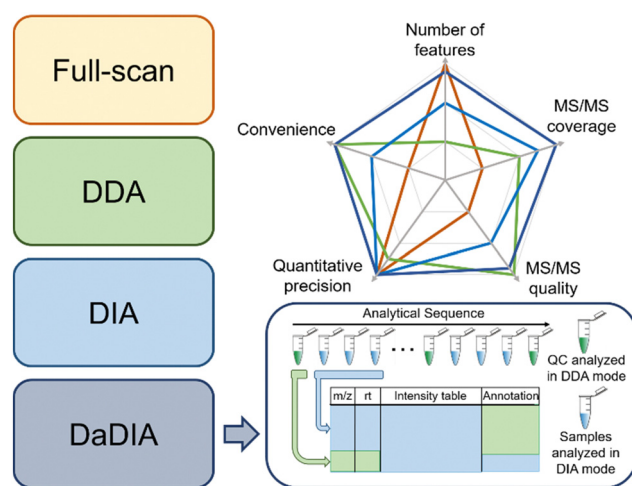 Full-scan
DDA
DIA
DaDIA
Number of
features
MS/MS
coverage
MS/MS
quality
Quantitative
precision
Convenience
Analytical Sequence
...
QC analyzed
in DDA mode
Samples
analyzed in
DIA mode
m/z rt Intensity table Annotation